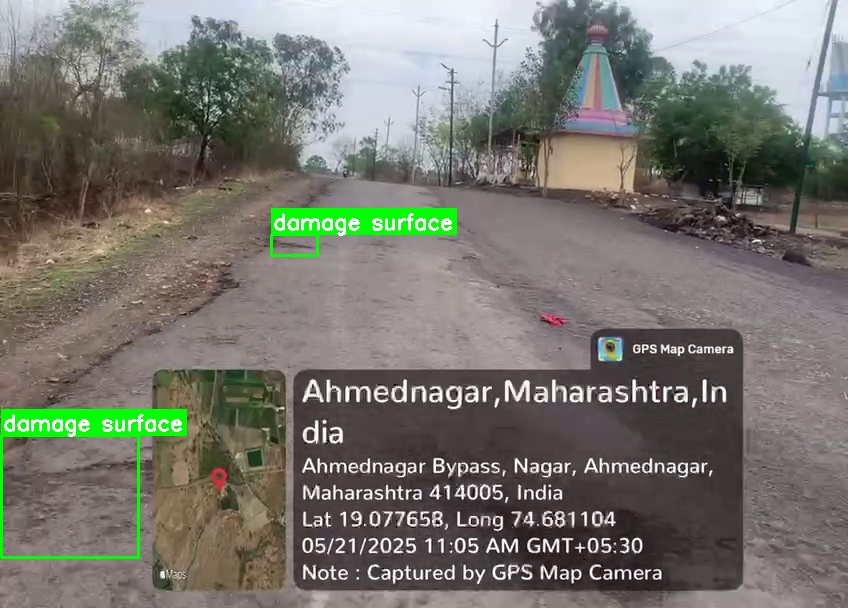 damage surface
damage surface
GPS Map Camera
Ahmednagar,Maharashtra,In
dia
Ahmednagar Bypass, Nagar, Ahmednagar,
Maharashtra 414005, India
Lat 19.077658, Long 74.681104
05/21/2025 11:05 AM GMT+05:30
Note : Captured by GPS Map Camera
Maps